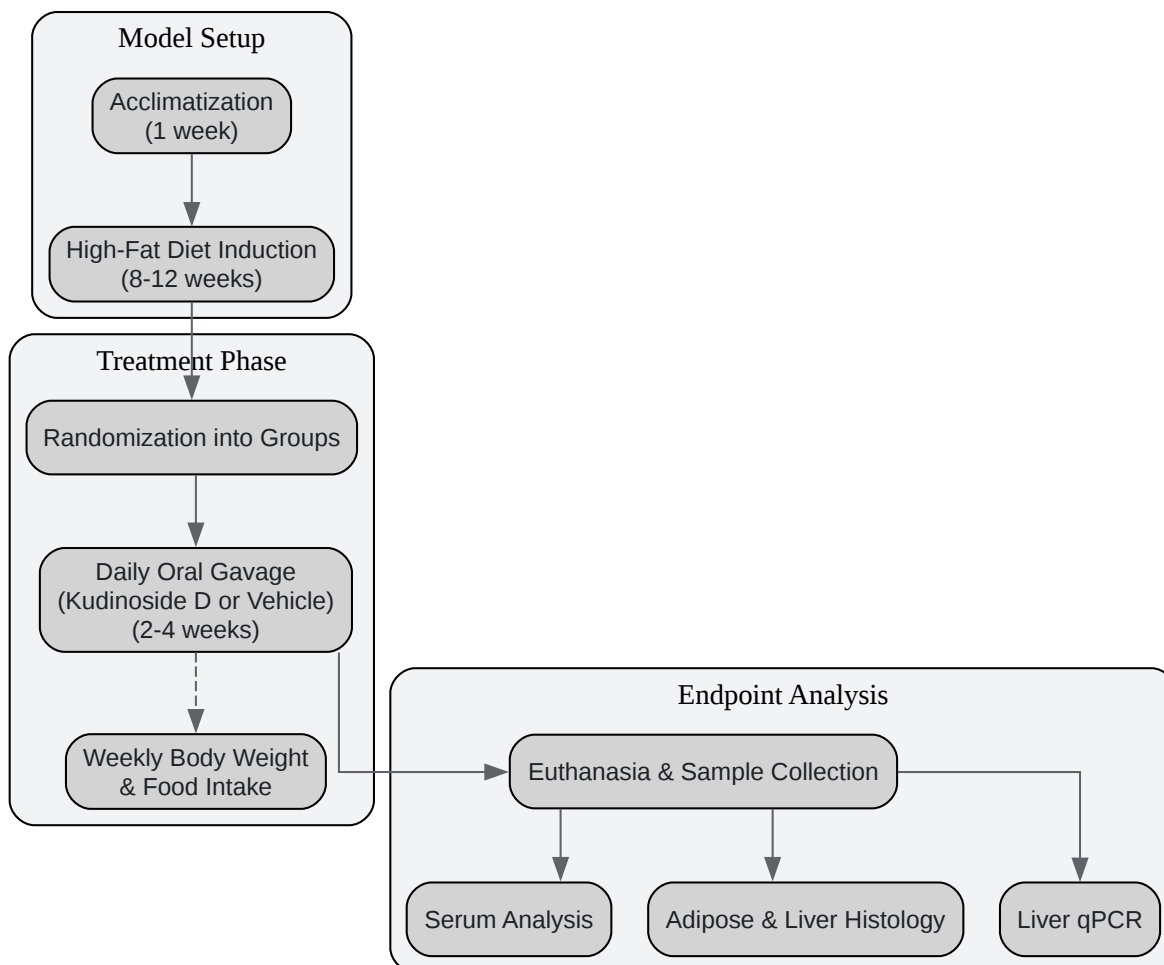 Model Setup
Acclimatization
(1 week)
High-Fat Diet Induction
(8-12 weeks)
Treatment Phase
Randomization into Groups
Daily Oral Gavage
(Kudinoside D or Vehicle)
(2-4 weeks)
Weekly Body Weight
& Food Intake
Endpoint Analysis
Euthanasia & Sample Collection
Serum Analysis
Adipose & Liver Histology
Liver qPCR